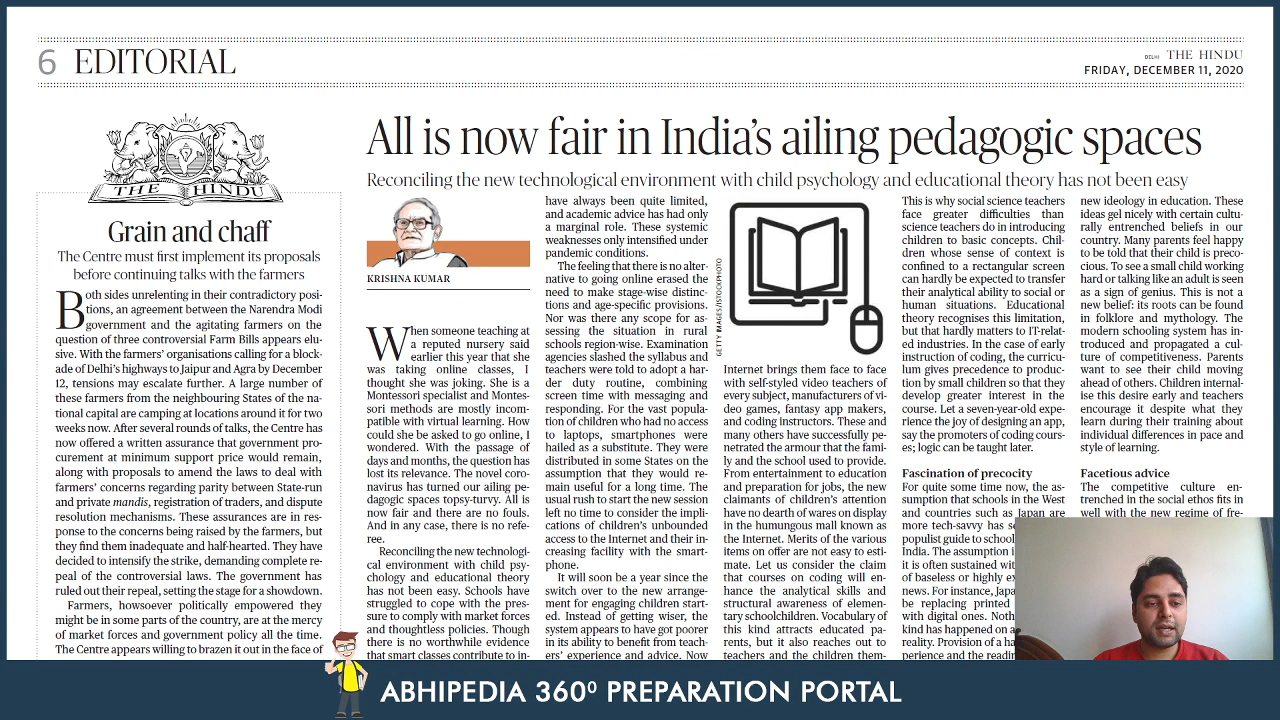 6 EDITORIAL
DELHI THE HINDU
FRIDAY, DECEMBER 11, 2020
THE HINDU
Grain and chaff
The Centre must first implement its proposals
before continuing talks with the farmers
Both sides unrelenting in their contradictory posi-
tions, an agreement between the Narendra Modi
government and the agitating farmers on the
question of three controversial Farm Bills appears elu-
sive. With the farmers' organisations calling for a block-
ade of Delhi's highways to Jaipur and Agra by December
12, tensions may escalate further. A large number of
these farmers from the neighbouring States of the na-
tional capital are camping at locations around it for two
weeks now. After several rounds of talks, the Centre has
now offered a written assurance that government pro-
curement at minimum support price would remain,
along with proposals to amend the laws to deal with
farmers' concerns regarding parity between State-run
and private mandis, registration of traders, and dispute
resolution mechanisms. These assurances are in res-
ponse to the concerns being raised by the farmers, but
they find them inadequate and half-hearted. They have
decided to intensify the strike, demanding complete re-
peal of the controversial laws. The government has
ruled out their repeal, setting the stage for a showdown.
Farmers, howsoever politically empowered they
might be in some parts of the country, are at the mercy
of market forces and government policy all the time.
The Centre appears willing to brazen it out in the face
All is now fair in India's ailing pedagogic spaces
Reconciling the new technological environment with child psychology and educational theory has not been easy
KRISHNA KUMAR
When someone teaching at
a reputed nursery said
earlier this year that she
was taking online classes, I
thought she was joking. She is a
Montessori specialist and Montes-
sori methods are mostly incom-
patible with virtual learning. How
could she be asked to go online, I
wondered. With the passage of
days and months, the question has
lost its relevance. The novel coro-
navirus has turned our ailing pe-
dagogic spaces topsy-turvy. All is
now fair and there are no fouls.
And in any case, there is no refe-
ree.
Reconciling the new technologi-
cal environment with child psy-
chology and educational theory
has not been easy. Schools have
struggled to cope with the pres-
sure to comply with market forces
and thoughtless policies. Though
there is no worthwhile evidence
that smart classes contribute to in-
have always been quite limited,
and academic advice has had only
a marginal role. These systemic
weaknesses only intensified under
pandemic conditions.
The feeling that there is no alter-
native to going online erased the
need to make stage-wise distinc-
tions and age-specific provisions.
Nor was there any scope for as-
sessing the situation in rural
schools region-wise. Examination
agencies slashed the syllabus and
teachers were told to adopt a har-
der duty routine, combining
screen time with messaging and
responding. For the vast popula-
tion of children who had no access
to laptops, smartphones were
hailed as a substitute. They were
distributed in some States on the
assumption that they would re-
main useful for a long time. The
usual rush to start the new session
left no time to consider the impli-
cations of children's unbounded
access to the Internet and their in-
creasing facility with the smart-
phone.
It will soon be a year since the
switch over to the new arrange-
ment for engaging children start-
ed. Instead of getting wiser, the
system appears to have got poorer
in its ability to benefit from teach-
ers' experience and advice. Now
GETTY IMAGES/ISTOCKPHOTO
Internet brings them face to face
with self-styled video teachers of
every subject, manufacturers of vi-
deo games, fantasy app makers,
and coding instructors. These and
many others have successfully pe-
netrated the armour that the fami-
ly and the school used to provide.
From entertainment to education
and preparation for jobs, the new
claimants of children's attention
have no dearth of wares on display
in the humungous mall known as
the Internet. Merits of the various
items on offer are not easy to esti-
mate. Let us consider the claim
that courses on coding will en-
hance the analytical skills and
structural awareness of elemen-
tary schoolchildren. Vocabulary of
this kind attracts educated pa-
rents, but it also reaches out to
teachers and the children them-
This is why social science teachers
face greater difficulties than
science teachers do in introducing
children to basic concepts. Chil-
dren whose sense of context is
confined to a rectangular screen
can hardly be expected to transfer
their analytical ability to social or
human situations. Educational
theory recognises this limitation,
but that hardly matters to IT-relat-
ed industries. In the case of early
instruction of coding, the curricu-
lum gives precedence to produc-
tion by small children so that they
develop greater interest in the
course. Let a seven-year-old expe-
rience the joy of designing an app,
say the promoters of coding cours-
es; logic can be taught later.
Fascination of precocity
For quite some time now, the as-
sumption that schools in the West
and countries such as Japan are
more tech-savvy has se
populist guide to school
India. The assumption i
it is often sustained wit
of baseless or highly ex
news. For instance, Japa
be replacing printed
with digital ones. Noth
kind has happened on a
reality. Provision of a ha
perience and the readin
new ideology in education. These
ideas gel nicely with certain cultu-
rally entrenched beliefs in our
country. Many parents feel happy
to be told that their child is preco-
cious. To see a small child working
hard or talking like an adult is seen
as a sign of genius. This is not a
new belief: its roots can be found
in folklore and mythology. The
modern schooling system has in-
troduced and propagated a cul-
ture of competitiveness. Parents
want to see their child moving
ahead of others. Children internal-
ise this desire early and teachers
encourage it despite what they
learn during their training about
individual differences in pace and
style of learning.
Facetious advice
The competitive culture en-
trenched in the social ethos fits in
well with the new regime of fre-
ABHIPEDIA 360⁰ PREPARATION PORTAL